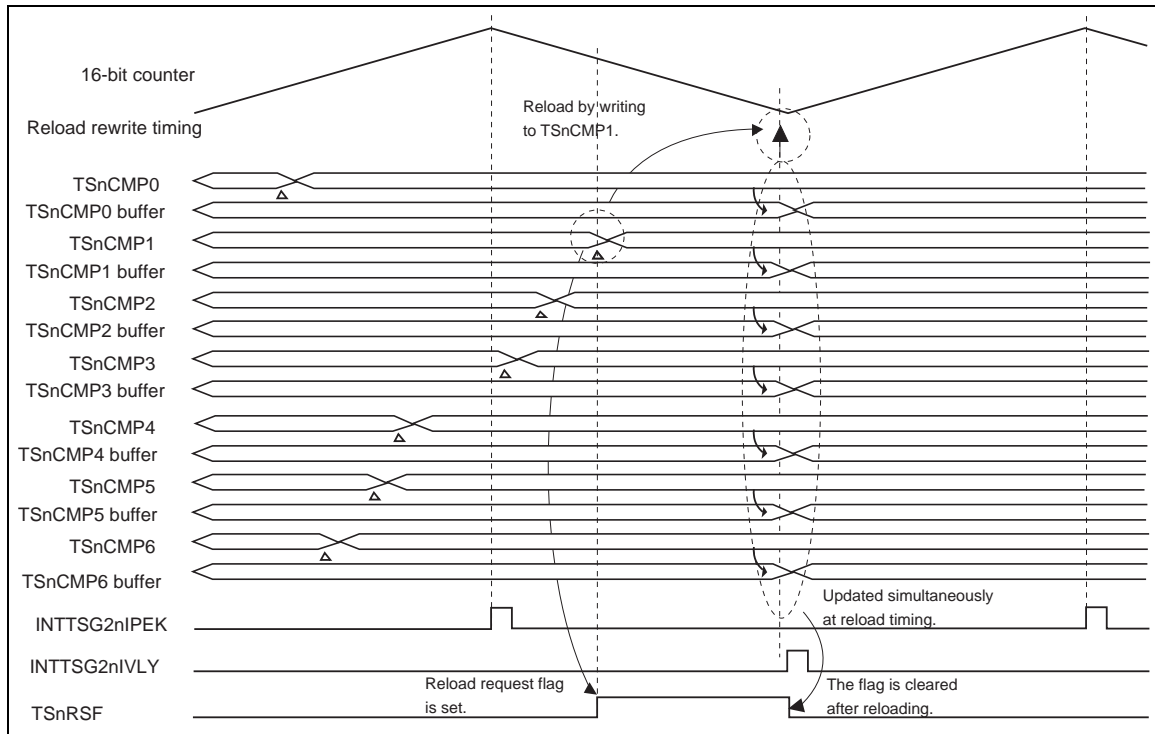 16-bit counter
Reload rewrite timing
Reload by writing
to TSnCMP1.
TSnCMP0
TSnCMP0 buffer
TSnCMP1
TSnCMP1 buffer
TSnCMP2
TSnCMP2 buffer
TSnCMP3
TSnCMP3 buffer
TSnCMP4
TSnCMP4 buffer
TSnCMP5
TSnCMP5 buffer
TSnCMP6
TSnCMP6 buffer
Updated simultaneously
at reload timing.
INTTSG2nIPEK
INTTSG2nIVLY
Reload request flag
is set.
The flag is cleared
after reloading.
TSnRSF